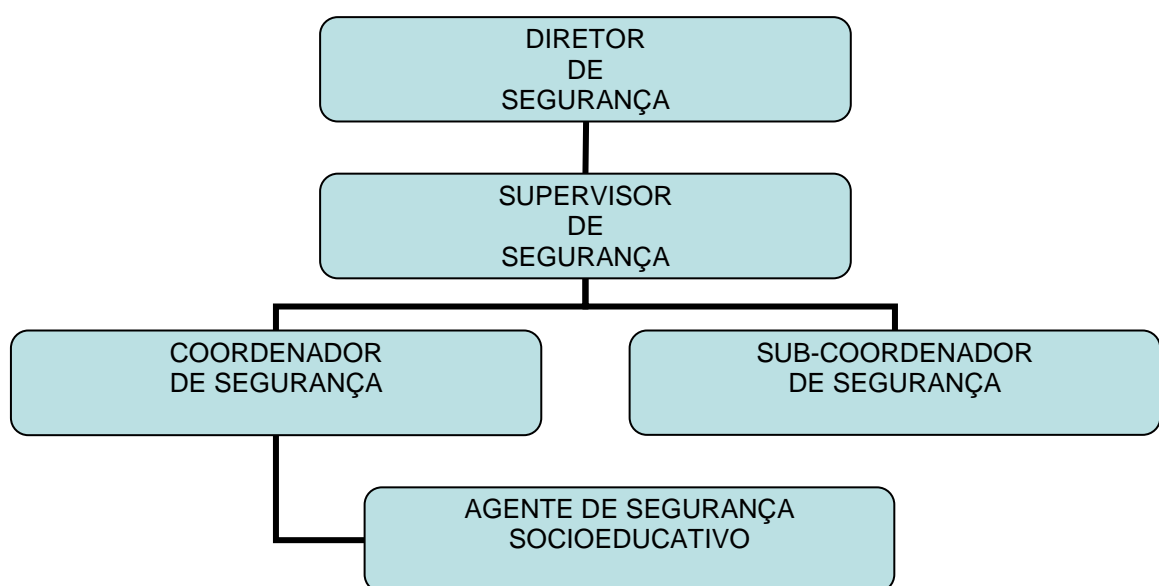 DIRETOR
DE
SEGURANÇA
SUPERVISOR
DE
SEGURANÇA
COORDENADOR
DE SEGURANÇA
SUB-COORDENADOR
DE SEGURANÇA
AGENTE DE SEGURANÇA
SOCIOEDUCATIVO